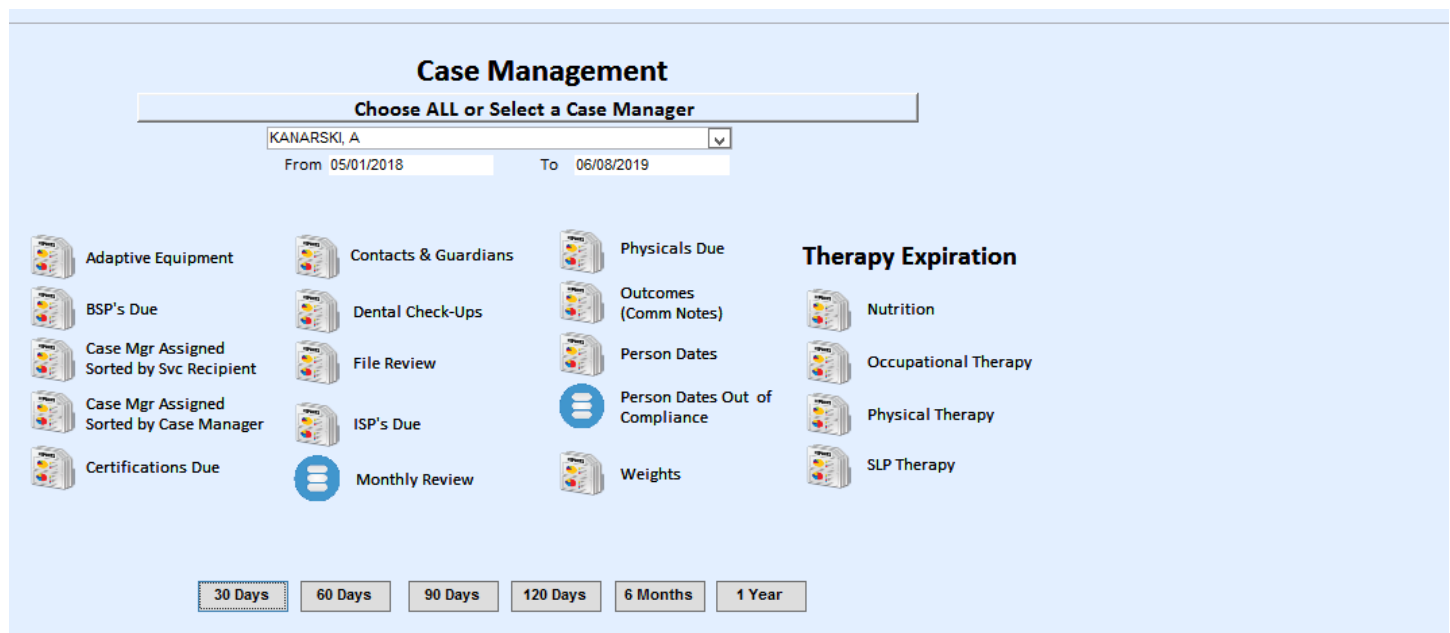 Case Management
Choose ALL or Select a Case Manager
KANARSKI, A
From 05/01/2018 To 06/08/2019
Adaptive Equipment
BSP's Due
Case Mgr Assigned
Sorted by Svc Recipient
Case Mgr Assigned
Sorted by Case Manager
Certifications Due
Contacts & Guardians
Dental Check-Ups
File Review
ISP's Due
Monthly Review
Physicals Due
Outcomes
(Comm Notes)
Person Dates
Person Dates Out of
Compliance
Weights
Therapy Expiration
Nutrition
Occupational Therapy
Physical Therapy
SLP Therapy
30 Days 60 Days 90 Days 120 Days 6 Months 1 Year